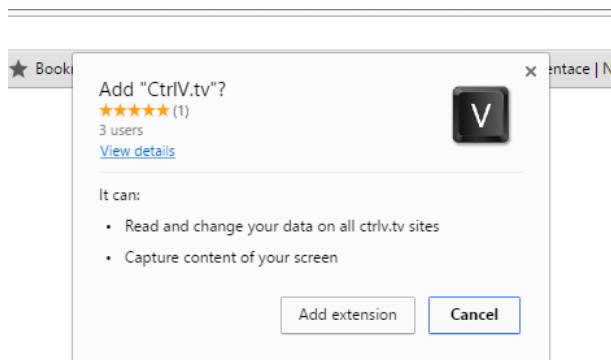 Add "CtrlV.tv"?
(1)
3 users
View details
It can:
• Read and change your data on all ctrlv.tv sites
• Capture content of your screen
Add extension
Cancel
V